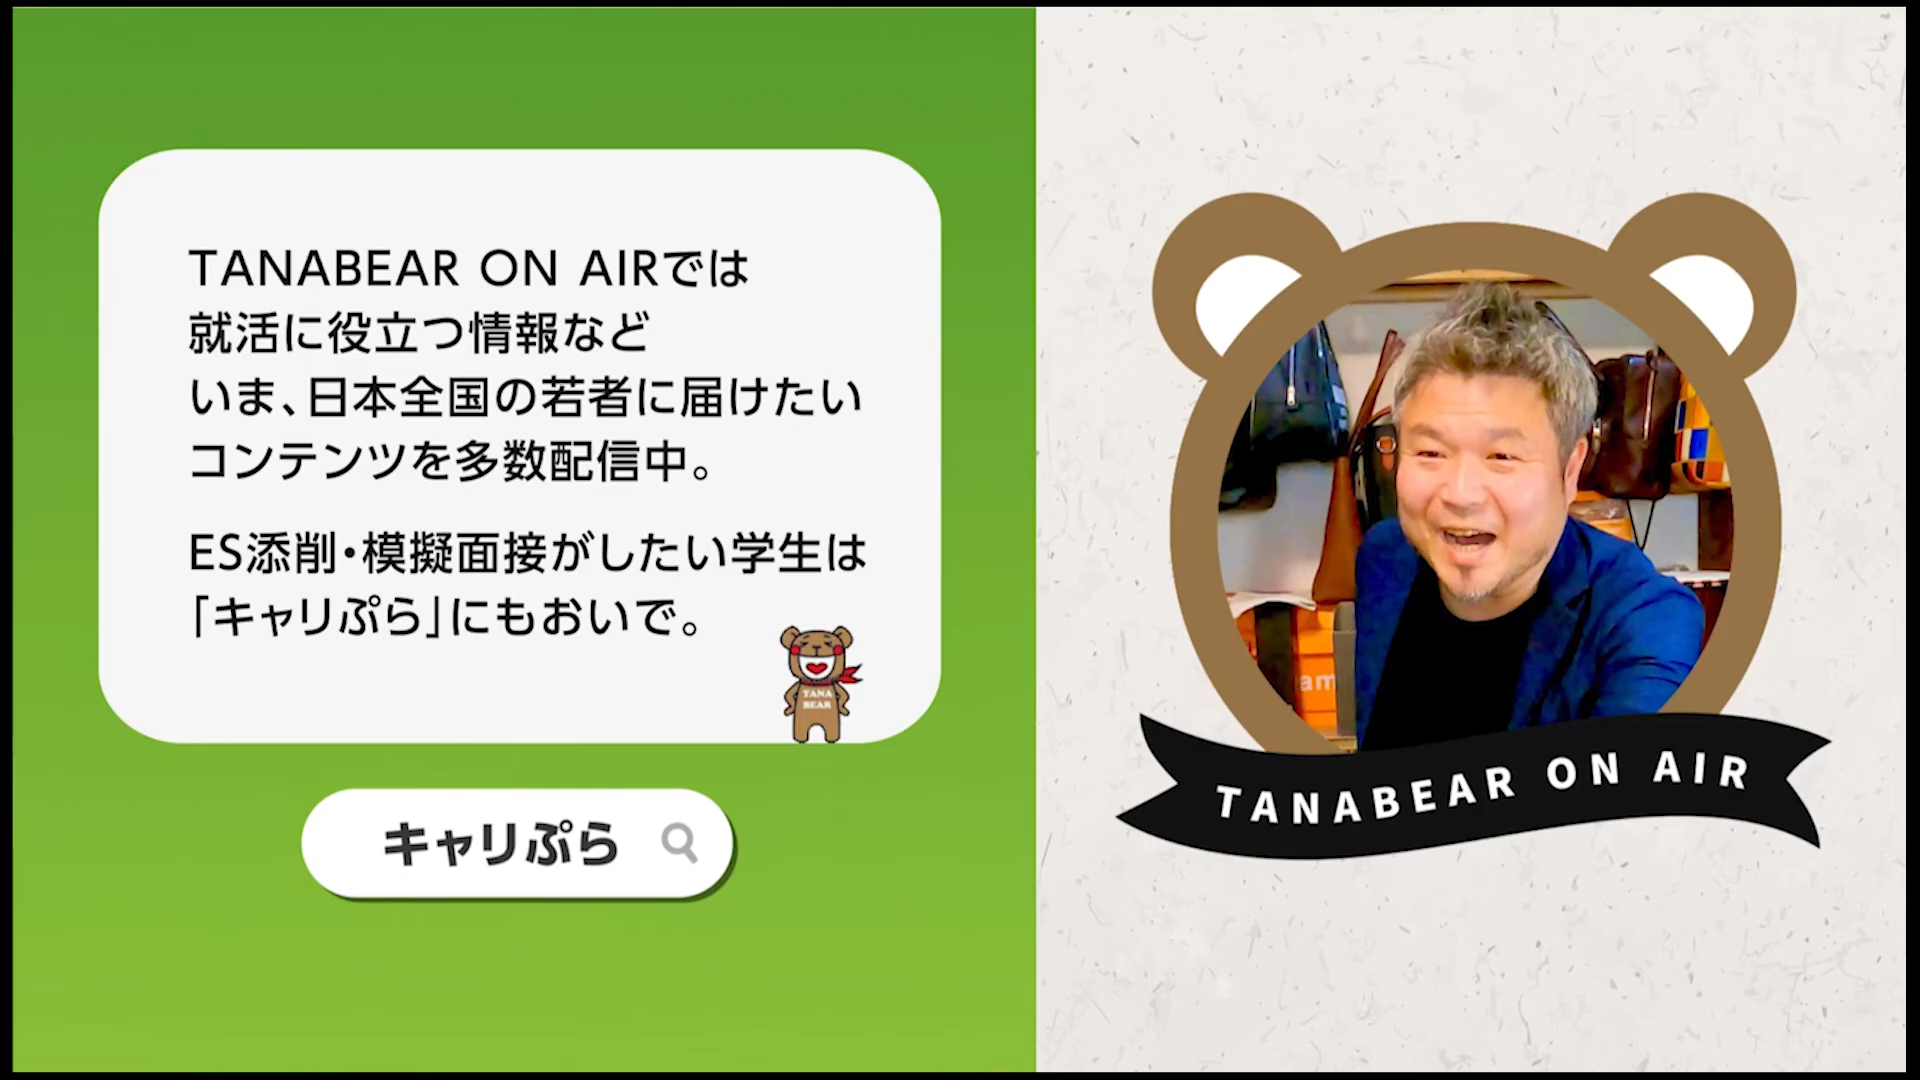 TANABEAR ON AIRでは
就活に役立つ情報など
いま、日本全国の若者に届けたい
コンテンツを多数配信中。
ES添削・模擬面接がしたい学生は
「キャリぷら」にもおいで。
TANA
BEAR
キャリぷら
am
TANABEAR ON AIR